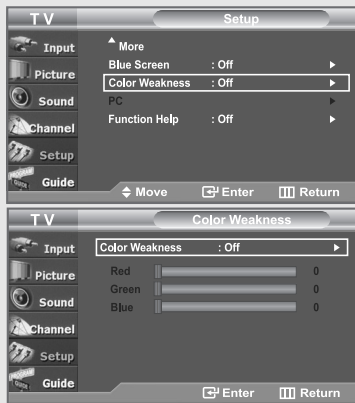 TV Setup
Input
Picture
Sound
Channel
Setup
Guide
More
Blue Screen : Off
Color Weakness : Off
PC
Function Help : Off
Move Enter Return
TV Color Weakness
Input
Picture
Sound
Channel
Setup
Guide
Color Weakness : Off
Red 0
Green 0
Blue 0
Enter Return